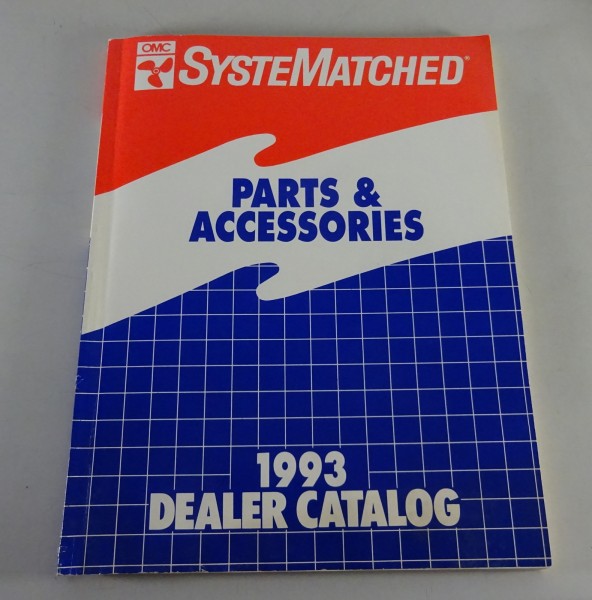 OMC
SYSTEMATCHED®
PARTS &
ACCESSORIES
1993
DEALER CATALOG